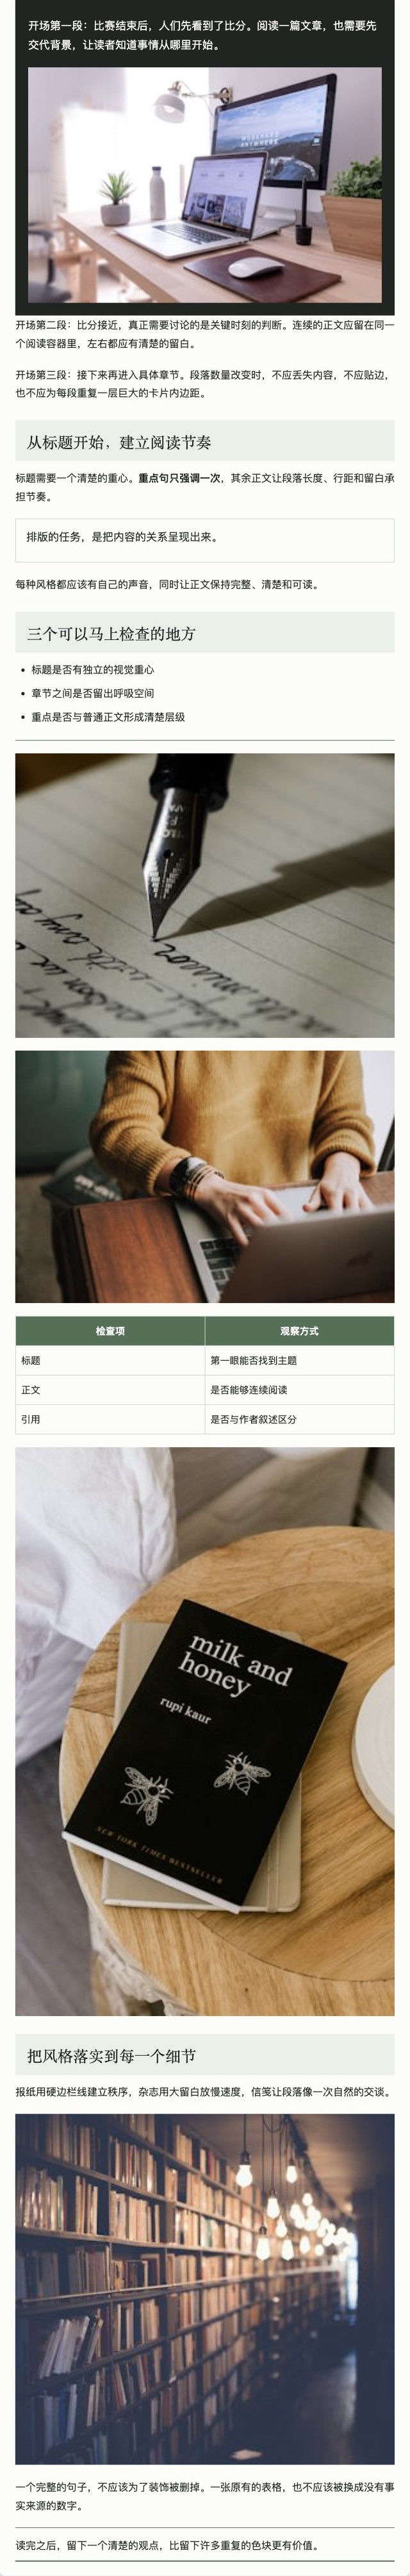 开场第一段：比赛结束后，人们先看到了比分。阅读一篇文章，也需要先
交代背景，让读者知道事情从哪里开始。
开场第二段：比分接近，真正需要讨论的是关键时刻的判断。连续的正文应留在同一
个阅读容器里，左右都应有清楚的留白。
开场第三段：接下来再进入具体章节。段落数量改变时，不应丢失内容，不应贴边，
也不应为每段重复一层巨大的卡片内边距。
从标题开始，建立阅读节奏
标题需要一个清楚的重心。重点句只强调一次，其余正文让段落长度、行距和留白承
担节奏。
排版的任务，是把内容的关系呈现出来。
每种风格都应该有自己的声音，同时让正文保持完整、清楚和可读。
三个可以马上检查的地方
• 标题是否有独立的视觉重心
• 章节之间是否留出呼吸空间
• 重点是否与普通正文形成清楚层级
检查项 观察方式
标题 第一眼能否找到主题
正文 是否能够连续阅读
引用 是否与作者叙述区分
milk and
honey
rupi kaur
NEW YORK TIMES BESTSELLER
把风格落实到每一个细节
报纸用硬边栏线建立秩序，杂志用大留白放慢速度，信笺让段落像一次自然的交谈。
一个完整的句子，不应该为了装饰被删掉。一张原有的表格，也不应该被换成没有事
实来源的数字。
读完之后，留下一个清楚的观点，比留下许多重复的色块更有价值。